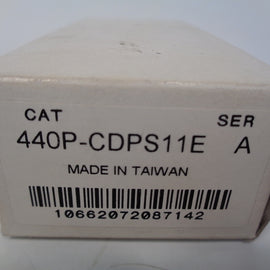 CAT SER
440P-CDPS11E A
MADE IN TAIWAN
10662072087142